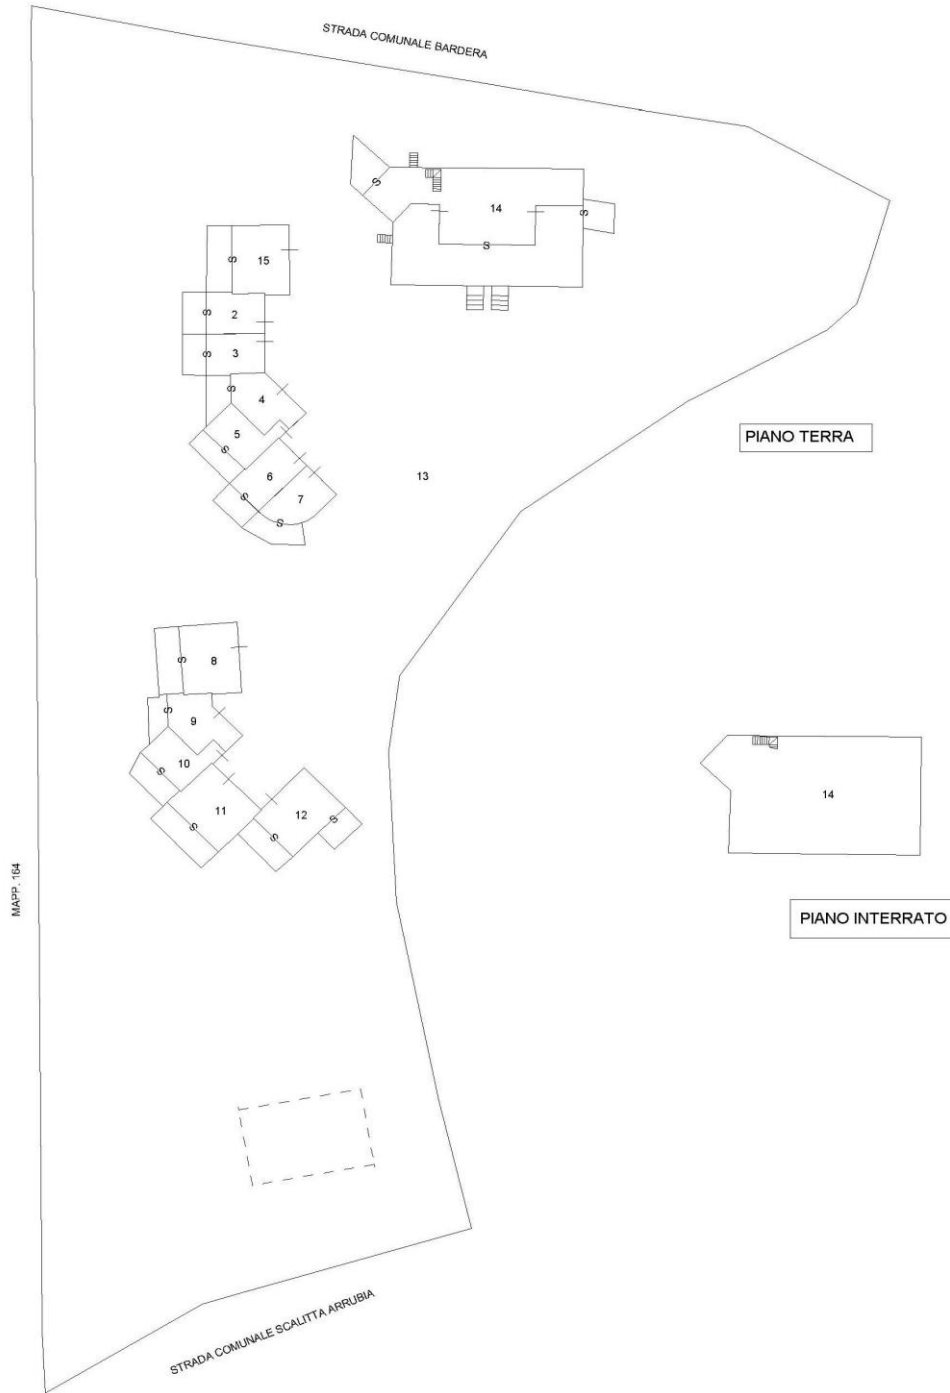 STRADA COMUNALE BARDERA
S
14
S
S
15
S
2
S
3
S
S
4
5
S
6
7
S
S
13
PIANO TERRA
8
S
9
S
10
S
11
S
12
S
S
14
MAPP. 164
PIANO INTERRATO
STRADA COMUNALE SCALITTA ARRUBIA